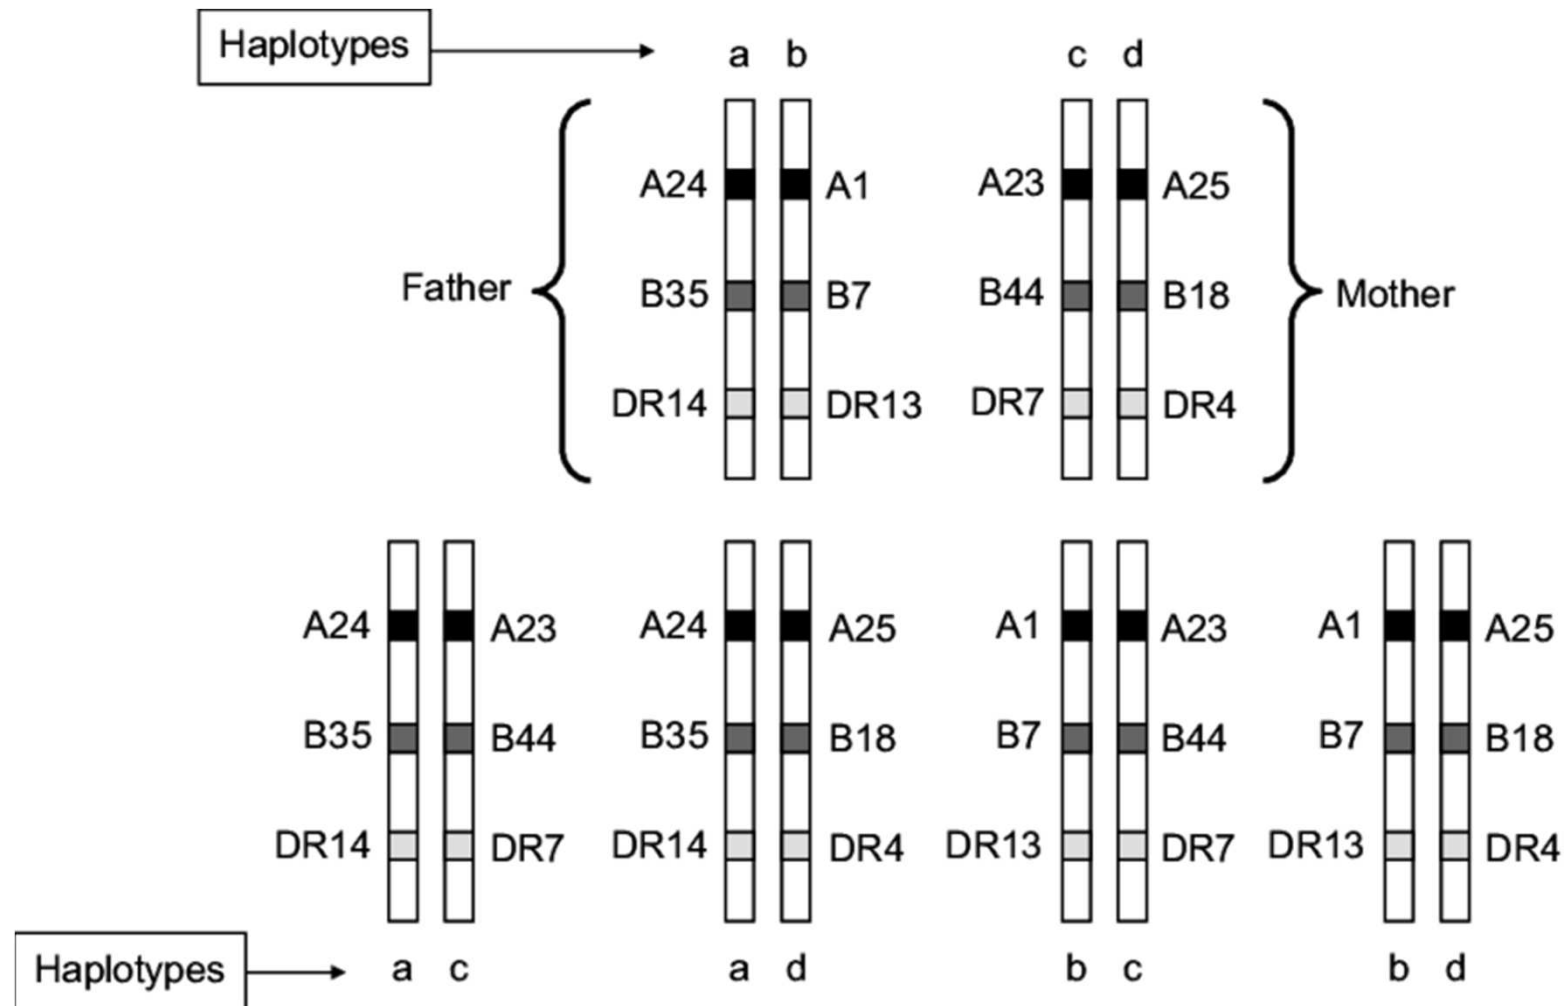 Haplotypes a b c d
A24 A1 A23 A25
Father B35 B7 B44 B18 Mother
DR14 DR13 DR7 DR4
A24 A23 A24 A25 A1 A23 A1 A25
B35 B44 B35 B18 B7 B44 B7 B18
DR14 DR7 DR14 DR4 DR13 DR7 DR13 DR4
Haplotypes a c a d b c b d